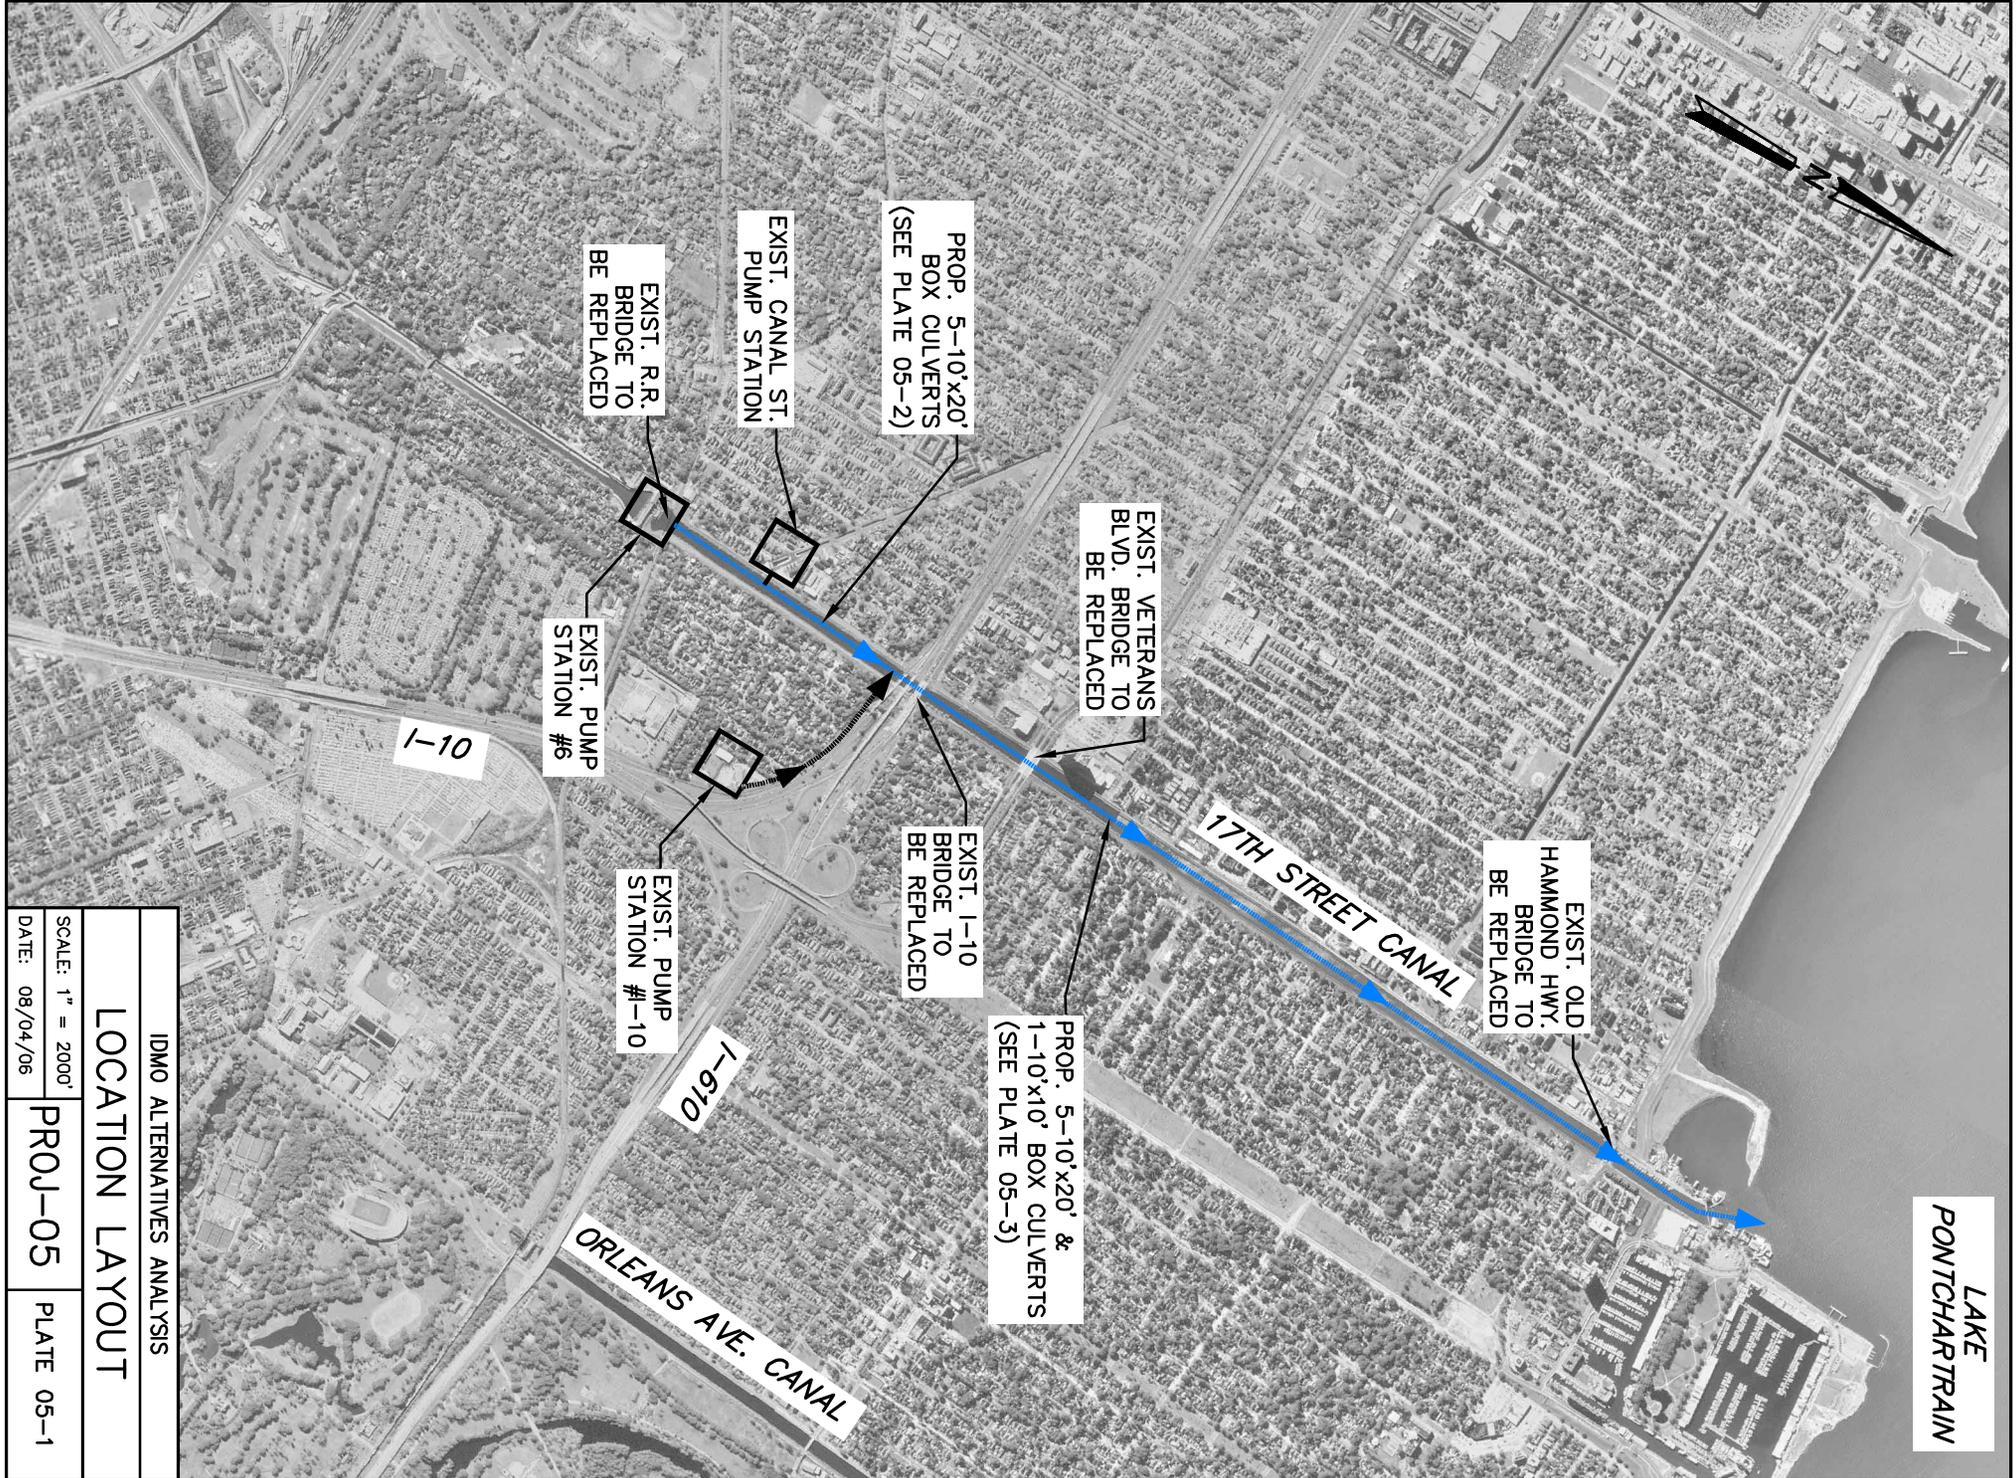 LAKE
PONTCHARTRAIN
N
EXIST. OLD
HAMMOND HWY.
BRIDGE TO
BE REPLACED
17TH STREET CANAL
EXIST. VETERANS
BLVD. BRIDGE TO
BE REPLACED
PROP. 5-10'x20' &
1-10'x10' BOX CULVERTS
(SEE PLATE 05-3)
PROP. 5-10'x20'
BOX CULVERTS
(SEE PLATE 05-2)
EXIST. I-10
BRIDGE TO
BE REPLACED
EXIST. CANAL ST.
PUMP STATION
EXIST. R.R.
BRIDGE TO
BE REPLACED
EXIST. PUMP
STATION #6
EXIST. PUMP
STATION #I-10
I-10
I-610
ORLEANS AVE. CANAL
IDMO ALTERNATIVES ANALYSIS
LOCATION LAYOUT
SCALE: 1" = 2000'
DATE: 08/04/06
PROJ-05
PLATE 05-1